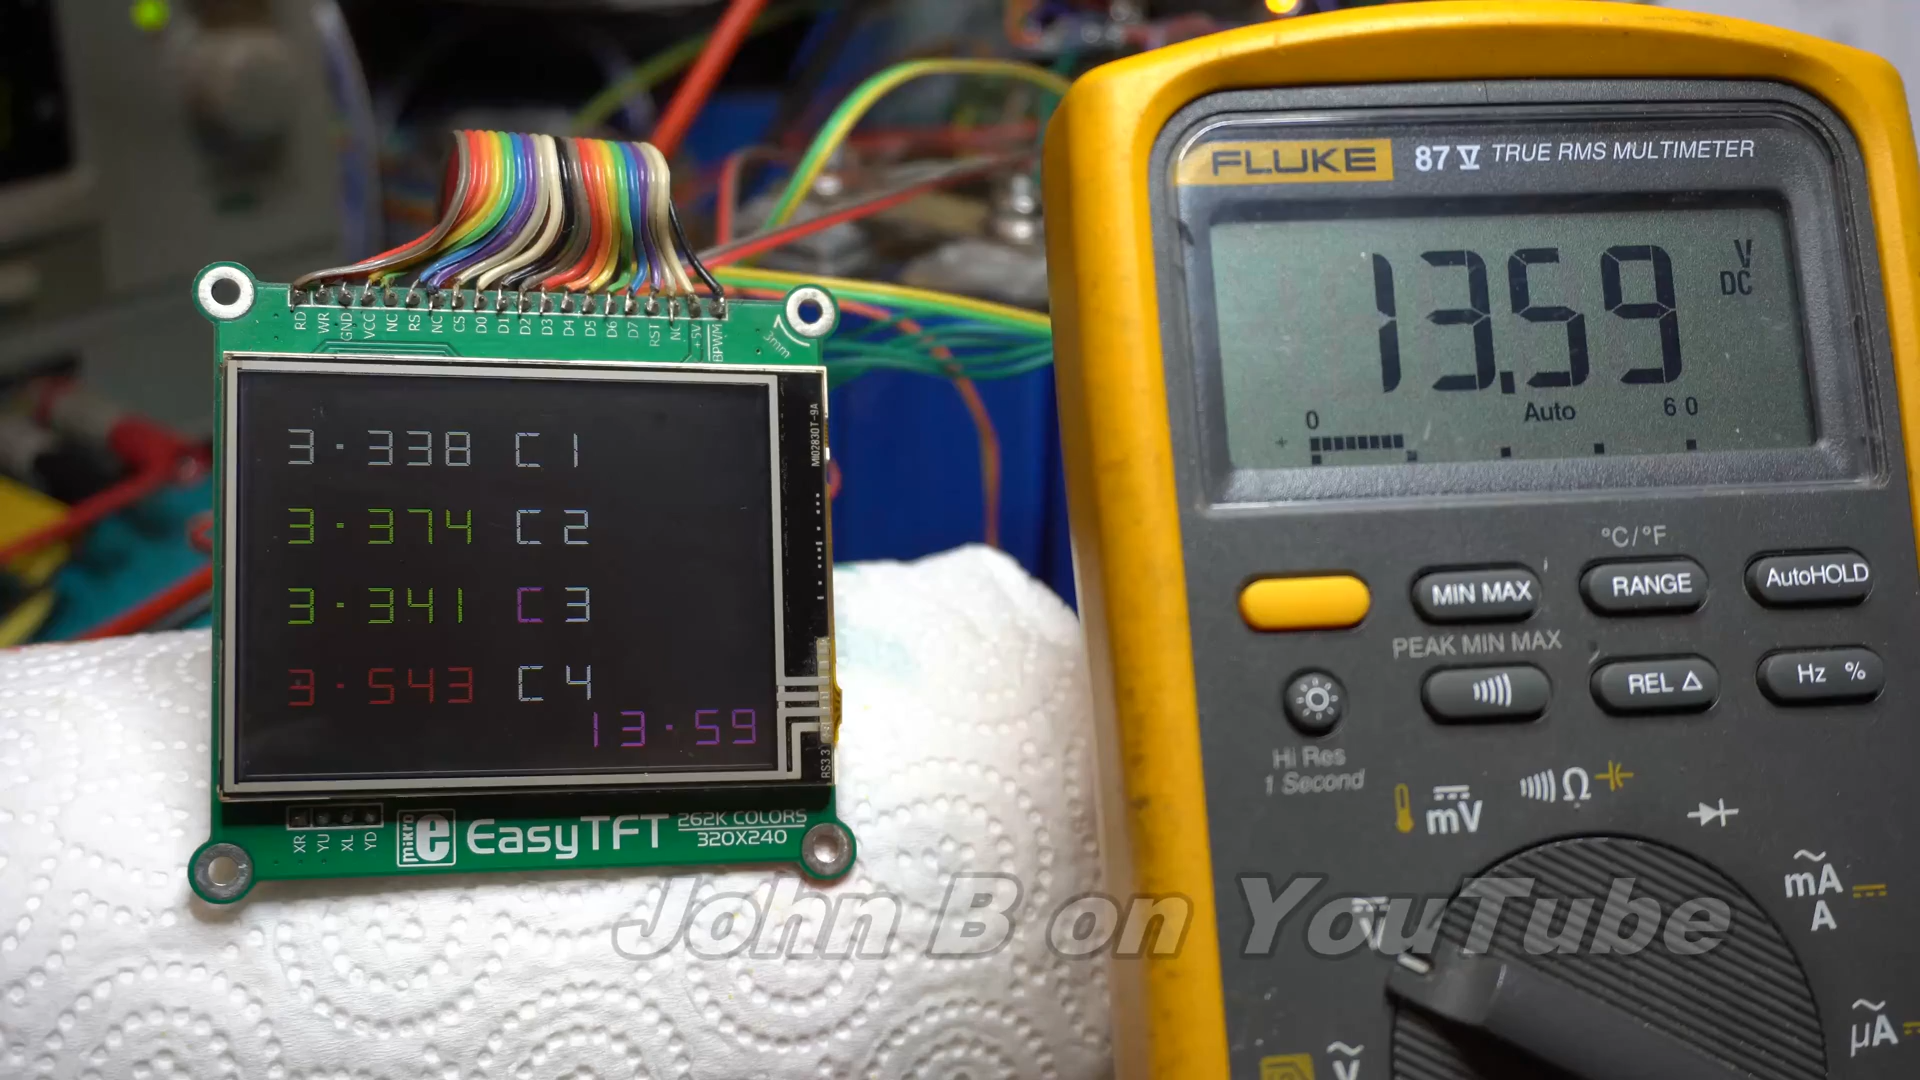 RD WR GND VCC NC RS NC CS D0 D1 D2 D3 D4 D5 D6 D7 RST NC +5V BPWM
3mm
MI0283QT-9A
3.338 C1
3.374 C2
3.341 C3
3.543 C4
13.59
XR YU XL YD
mikro e
EasyTFT
262K COLORS
320X240
FLUKE 87 V TRUE RMS MULTIMETER
13.59 V
DC
Auto
0 60
°C/°F
MIN MAX RANGE AutoHOLD
PEAK MIN MAX
REL Δ Hz %
Hi Res
1 Second
mV Ω
mA
A
V
µA
V
John B on YouTube